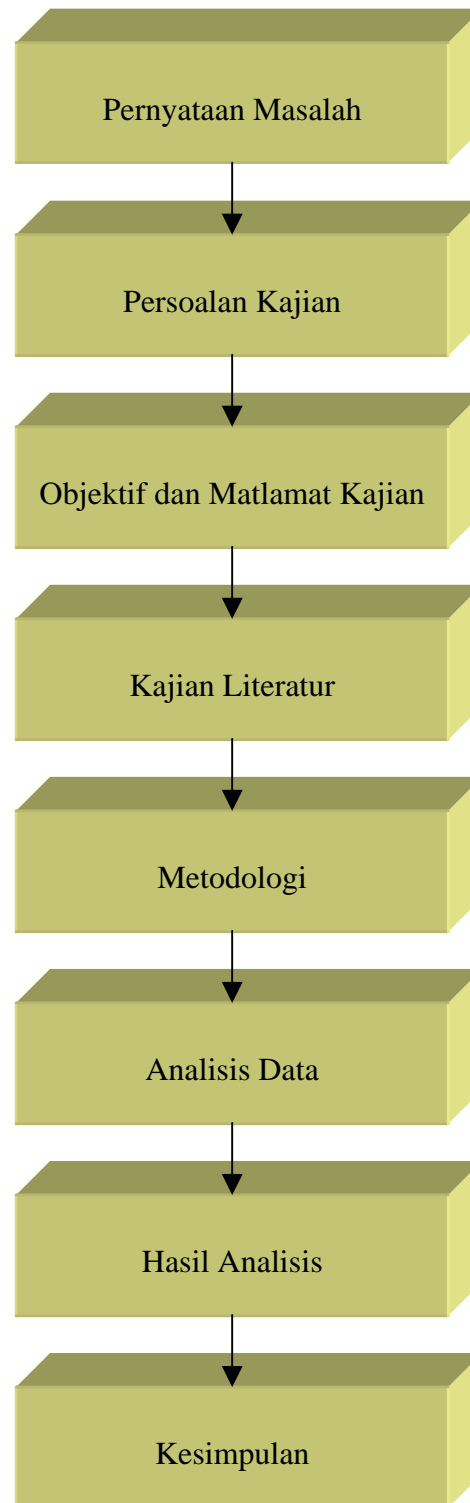 Pernyataan Masalah
Persoalan Kajian
Objektif dan Matlamat Kajian
Kajian Literatur
Metodologi
Analisis Data
Hasil Analisis
Kesimpulan